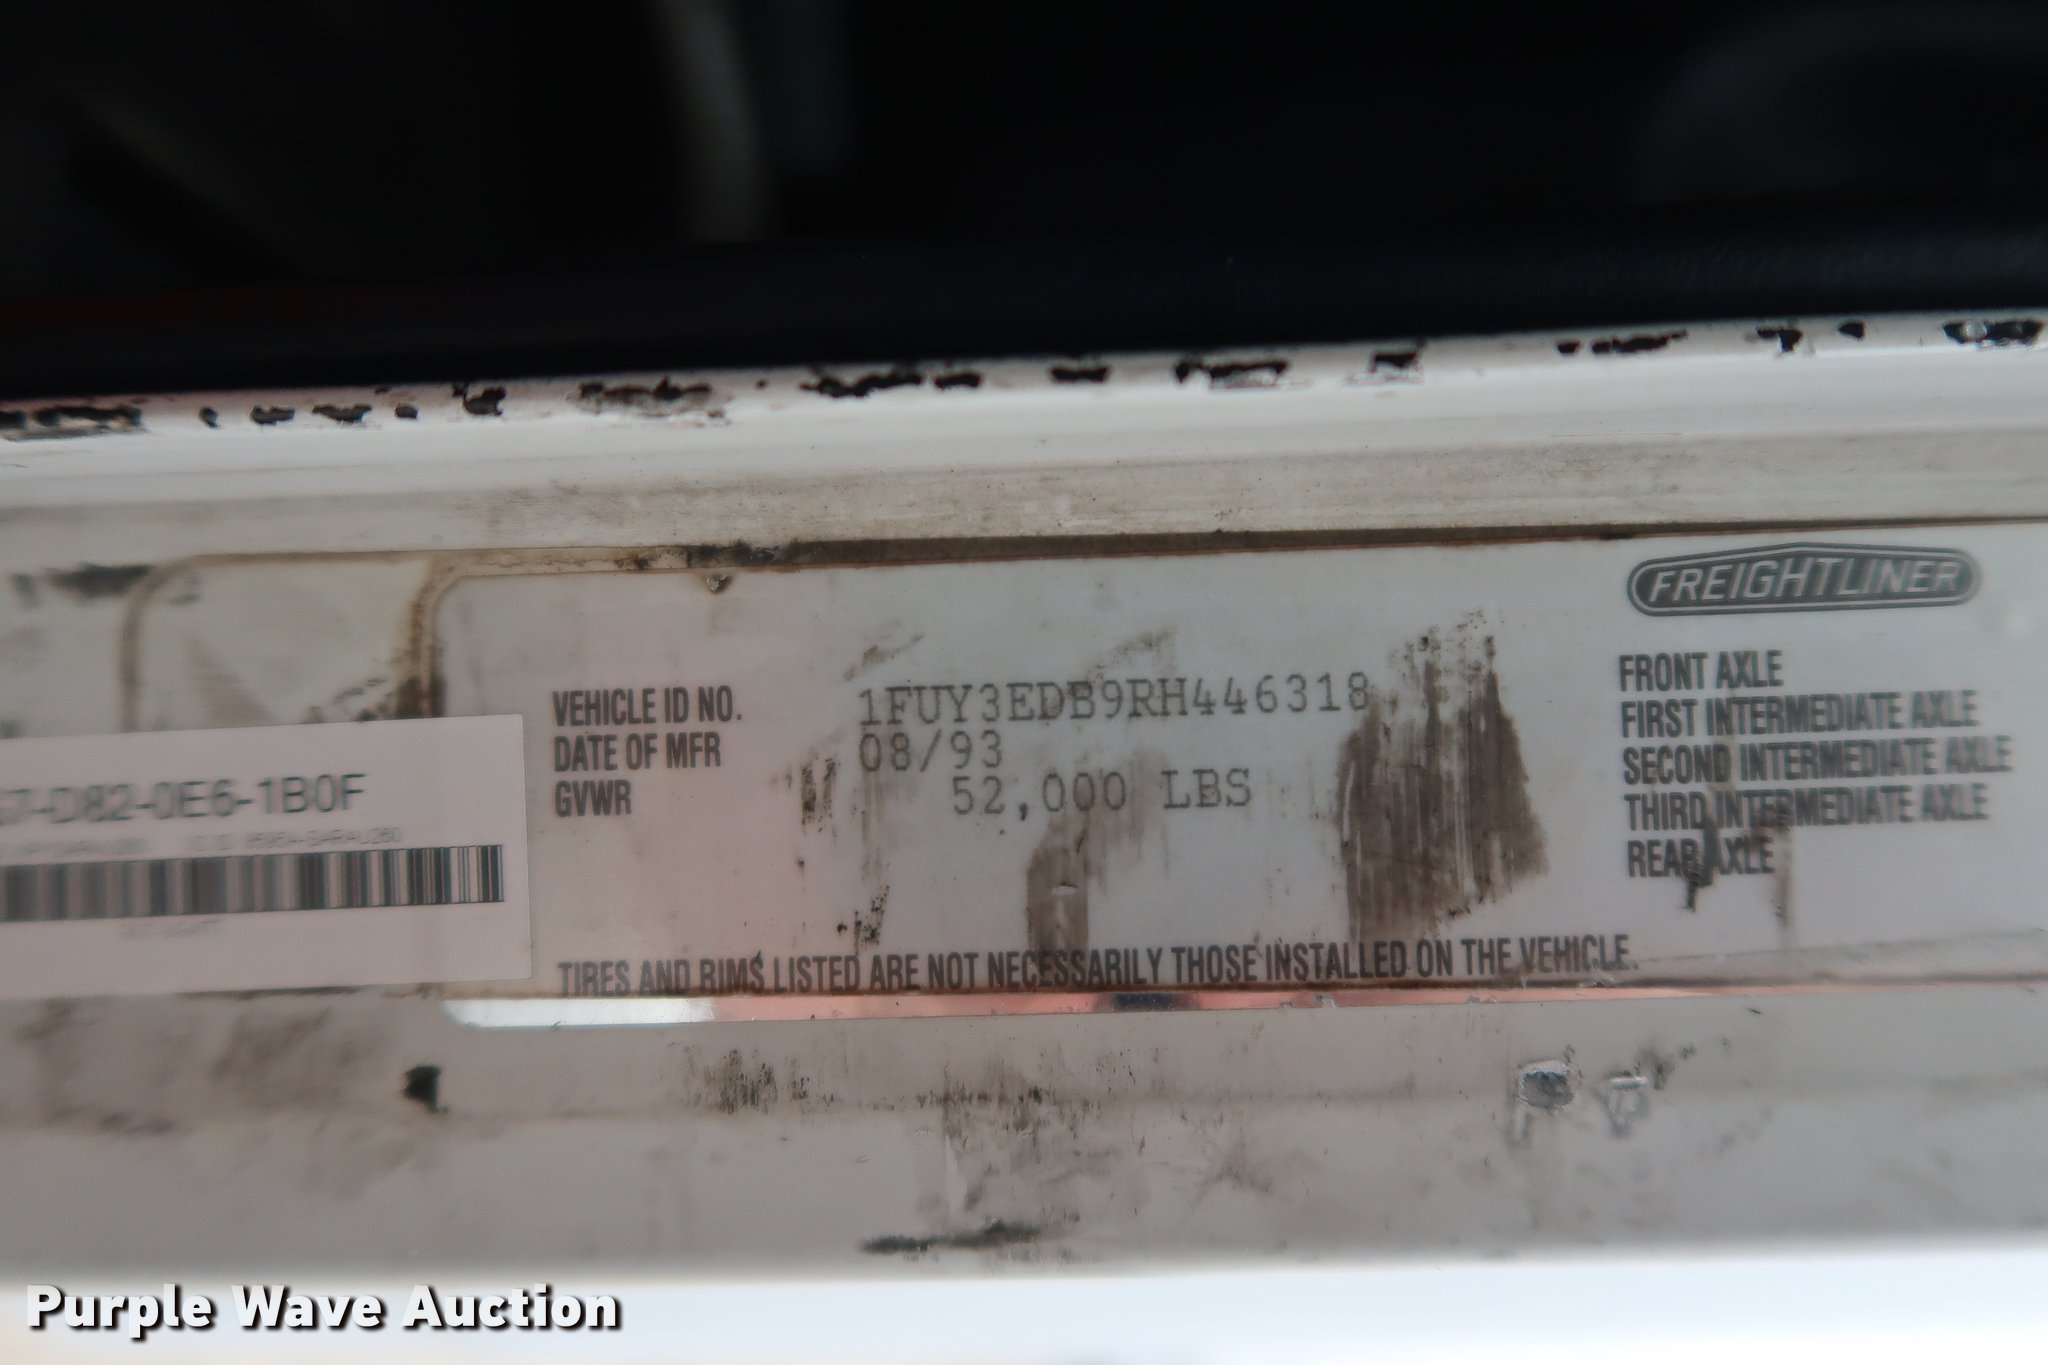 FREIGHTLINER
VEHICLE ID NO. 1FUY3EDB9RH446318
DATE OF MFR 08/93
GVWR 52,000 LBS
FRONT AXLE
FIRST INTERMEDIATE AXLE
SECOND INTERMEDIATE AXLE
THIRD INTERMEDIATE AXLE
REAR AXLE
TIRES AND RIMS LISTED ARE NOT NECESSARILY THOSE INSTALLED ON THE VEHICLE.
7-D82-0E6-1B0F
Purple Wave Auction